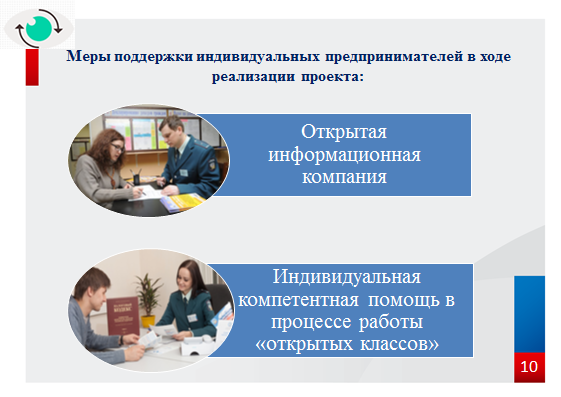 Меры поддержки индивидуальных предпринимателей в ходе
реализации проекта:
Открытая
информационная
компания
Индивидуальная
компетентная помощь в
процессе работы
«открытых классов»
10